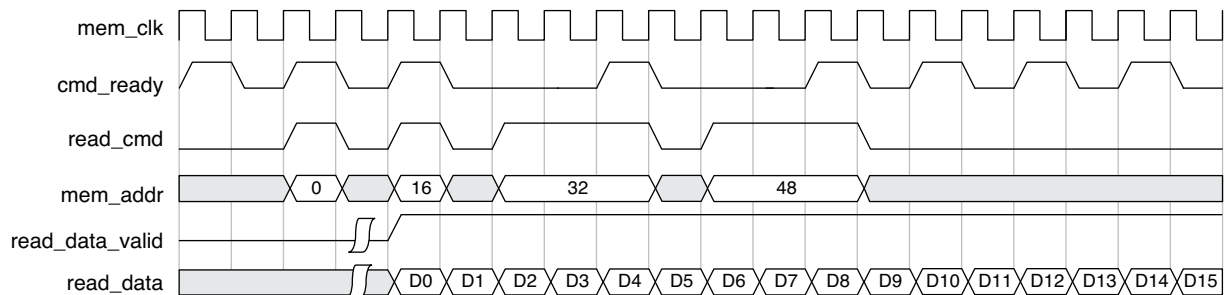 mem_clk
cmd_ready
read_cmd
mem_addr 0 16 32 48
read_data_valid
read_data D0 D1 D2 D3 D4 D5 D6 D7 D8 D9 D10 D11 D12 D13 D14 D15